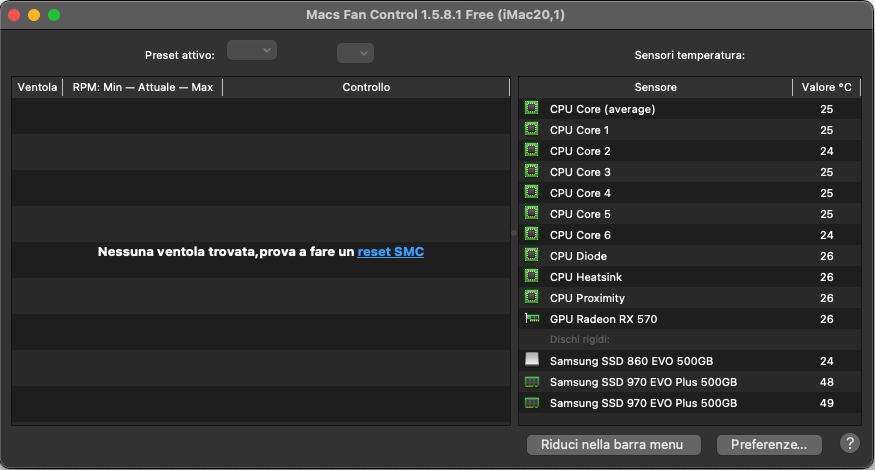 Macs Fan Control 1.5.8.1 Free (iMac20,1)
Preset attivo:
Sensori temperatura:
Ventola RPM: Min — Attuale — Max Controllo
Sensore Valore °C
CPU Core (average) 25
CPU Core 1 25
CPU Core 2 24
CPU Core 3 25
CPU Core 4 25
CPU Core 5 25
CPU Core 6 24
CPU Diode 26
CPU Heatsink 26
CPU Proximity 26
GPU Radeon RX 570 26
Dischi rigidi:
Samsung SSD 860 EVO 500GB 24
Samsung SSD 970 EVO Plus 500GB 48
Samsung SSD 970 EVO Plus 500GB 49
Nessuna ventola trovata,prova a fare un reset SMC
Riduci nella barra menu Preferenze... ?